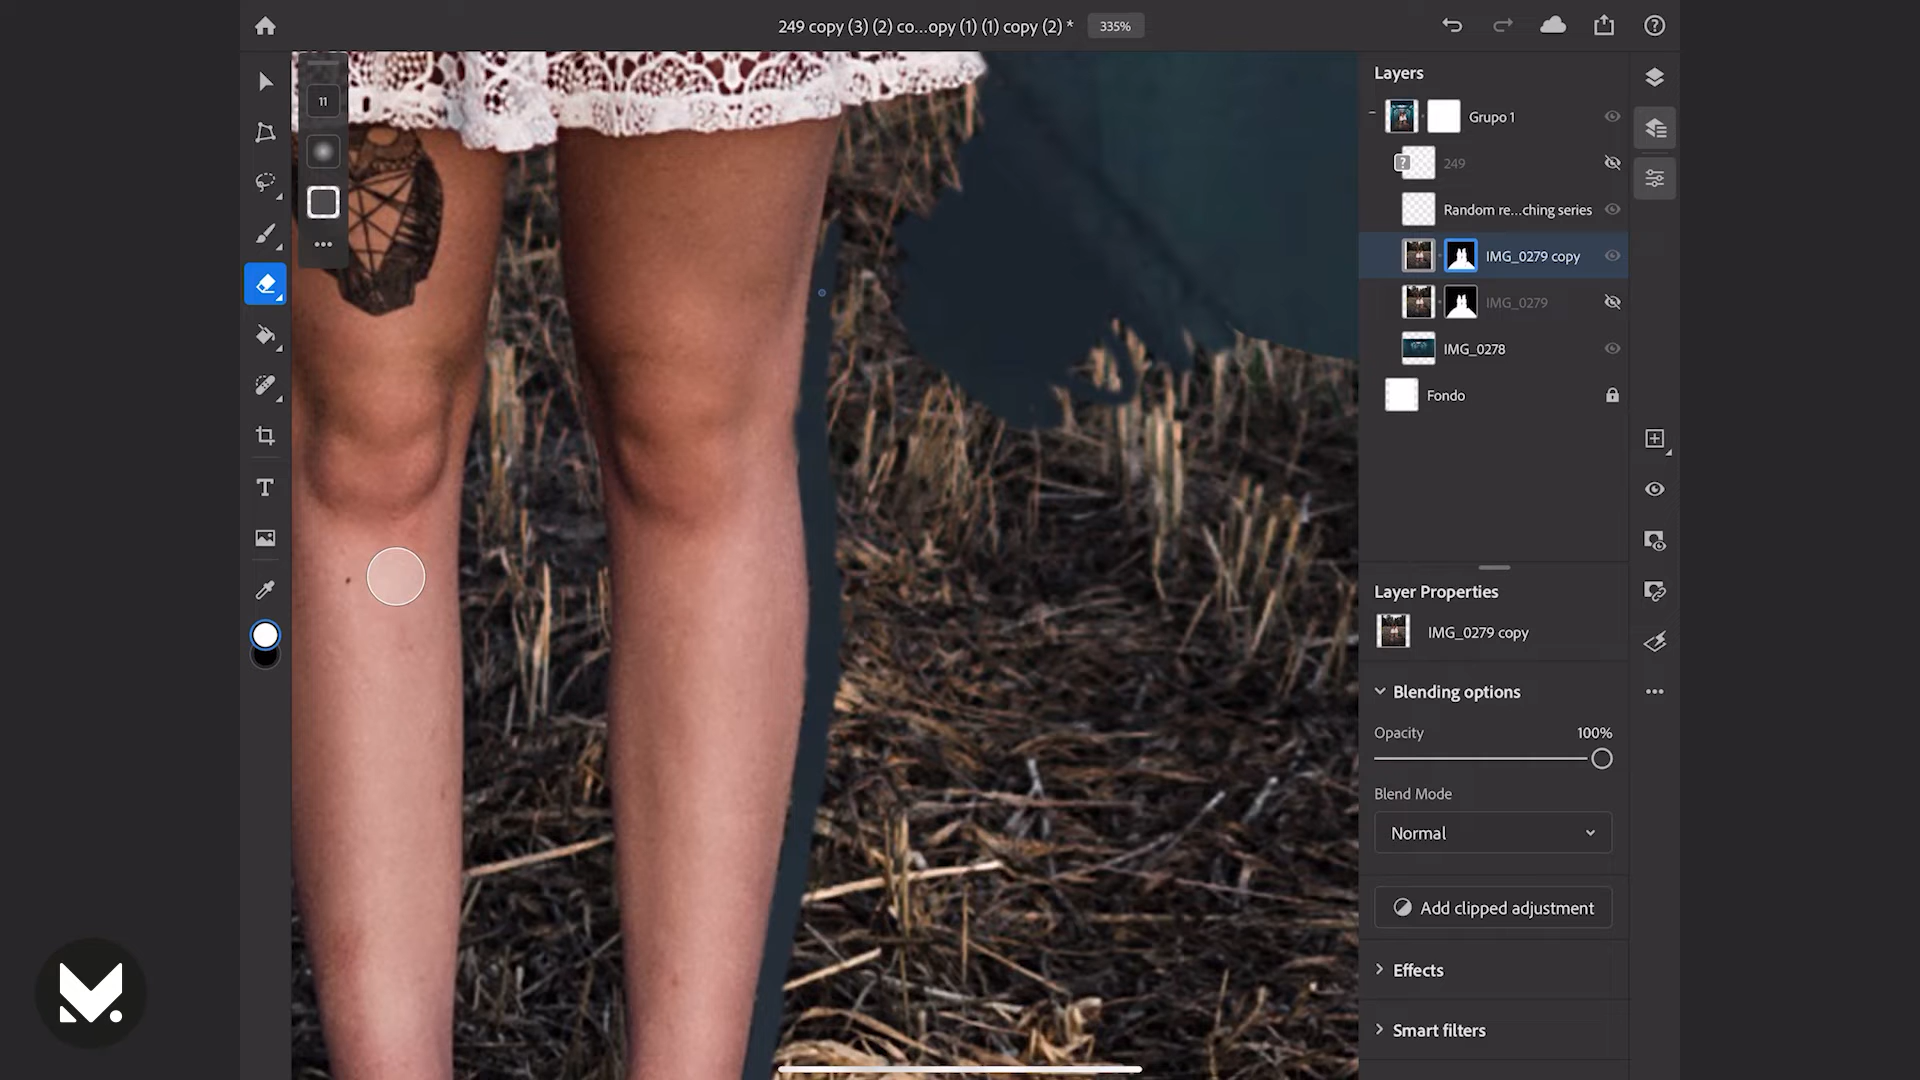 249 copy (3) (2) co...opy (1) (1) copy (2) *
335%
11
Layers
Grupo 1
249
Random re...ching series
IMG_0279 copy
IMG_0279
IMG_0278
Fondo
Layer Properties
IMG_0279 copy
Blending options
Opacity
100%
Blend Mode
Normal
Add clipped adjustment
Effects
Smart filters